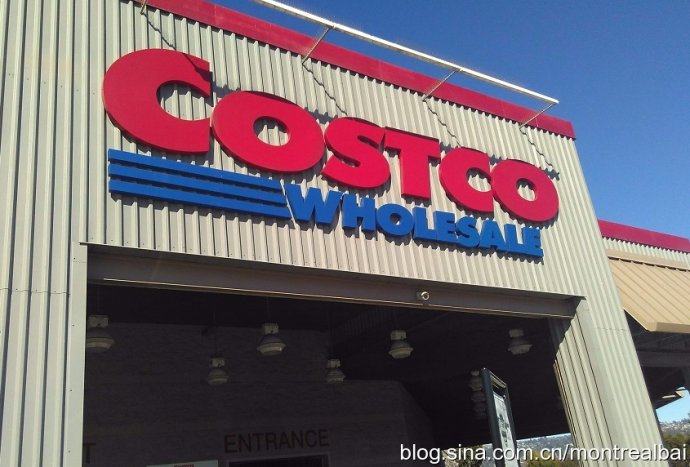 COSTCO
WHOLESALE
ENTRANCE
blog.sina.com.cn/montrealbai